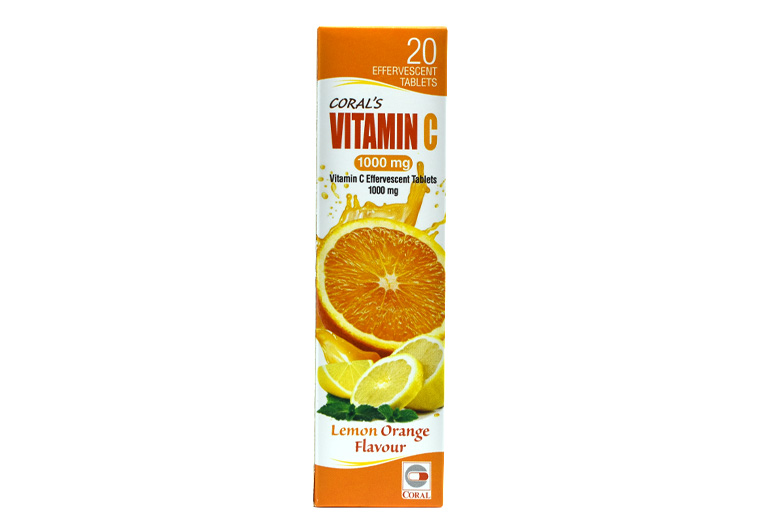 20
EFFERVESCENT
TABLETS
CORAL'S
VITAMIN C
1000 mg
Vitamin C Effervescent Tablets
1000 mg
Lemon Orange
Flavour
CORAL